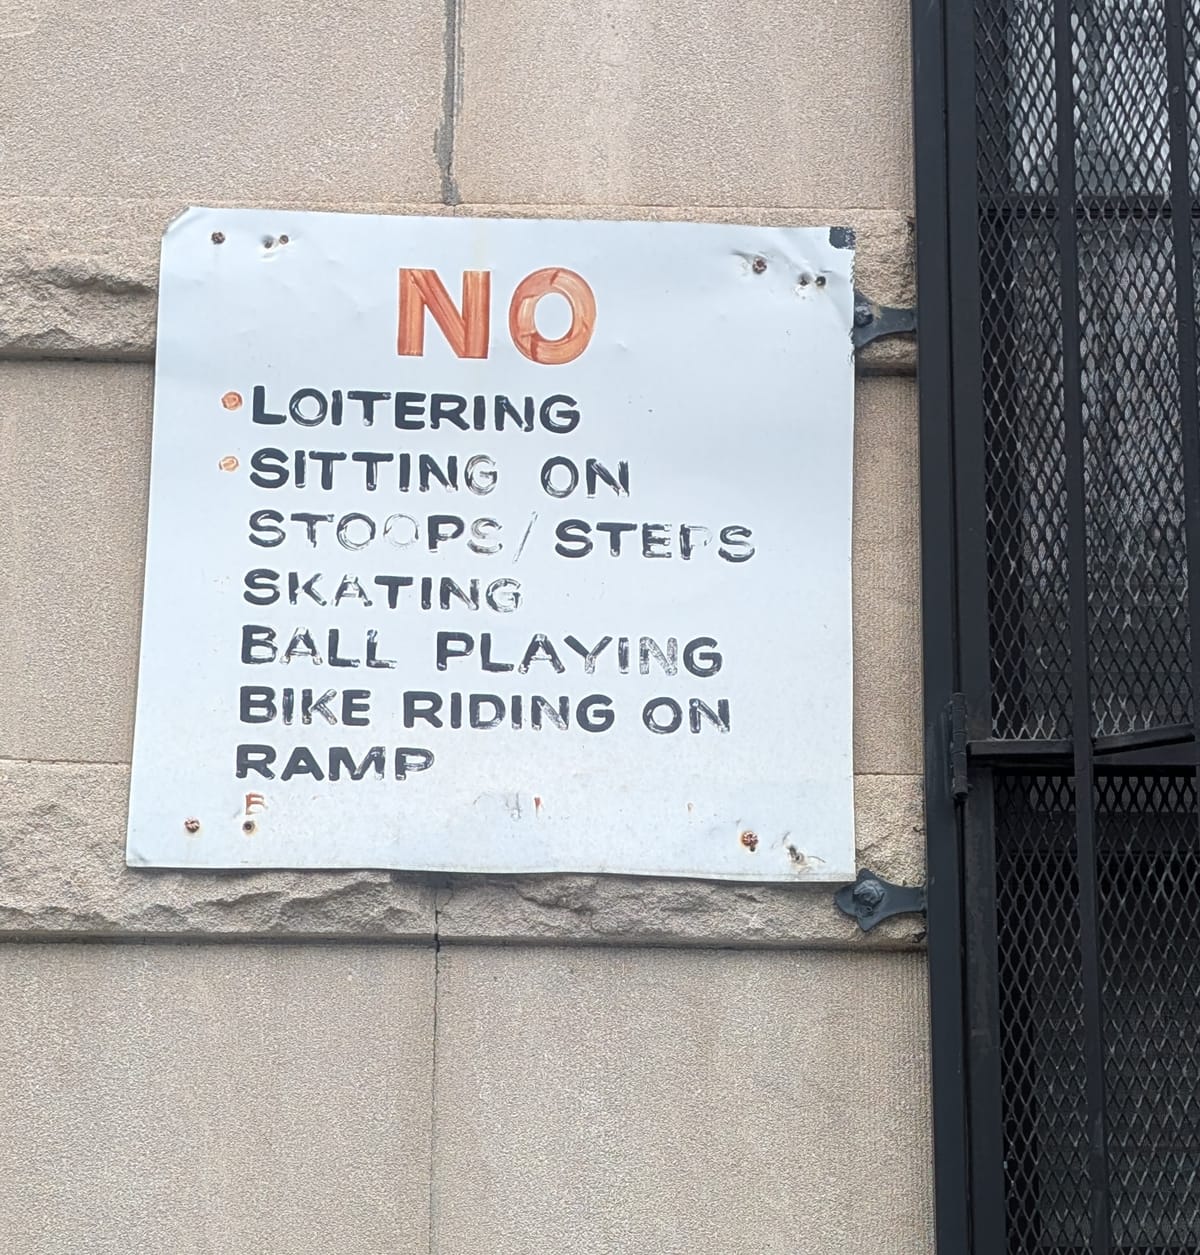 NO
• LOITERING
• SITTING ON
STOOPS / STEPS
SKATING
BALL PLAYING
BIKE RIDING ON
RAMP